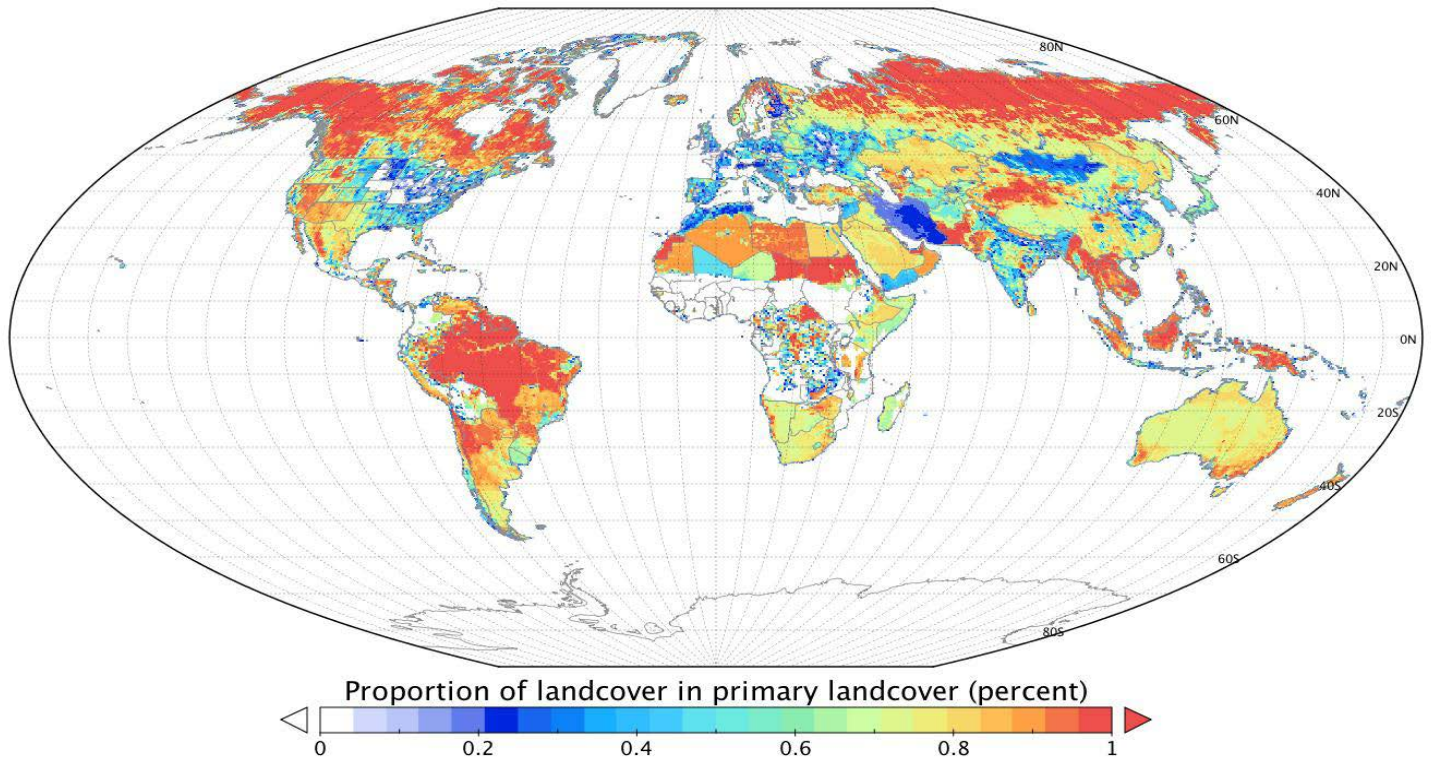 80N
60N
40N
20N
0N
20S
40S
60S
80S
Proportion of landcover in primary landcover (percent)
0 0.2 0.4 0.6 0.8 1